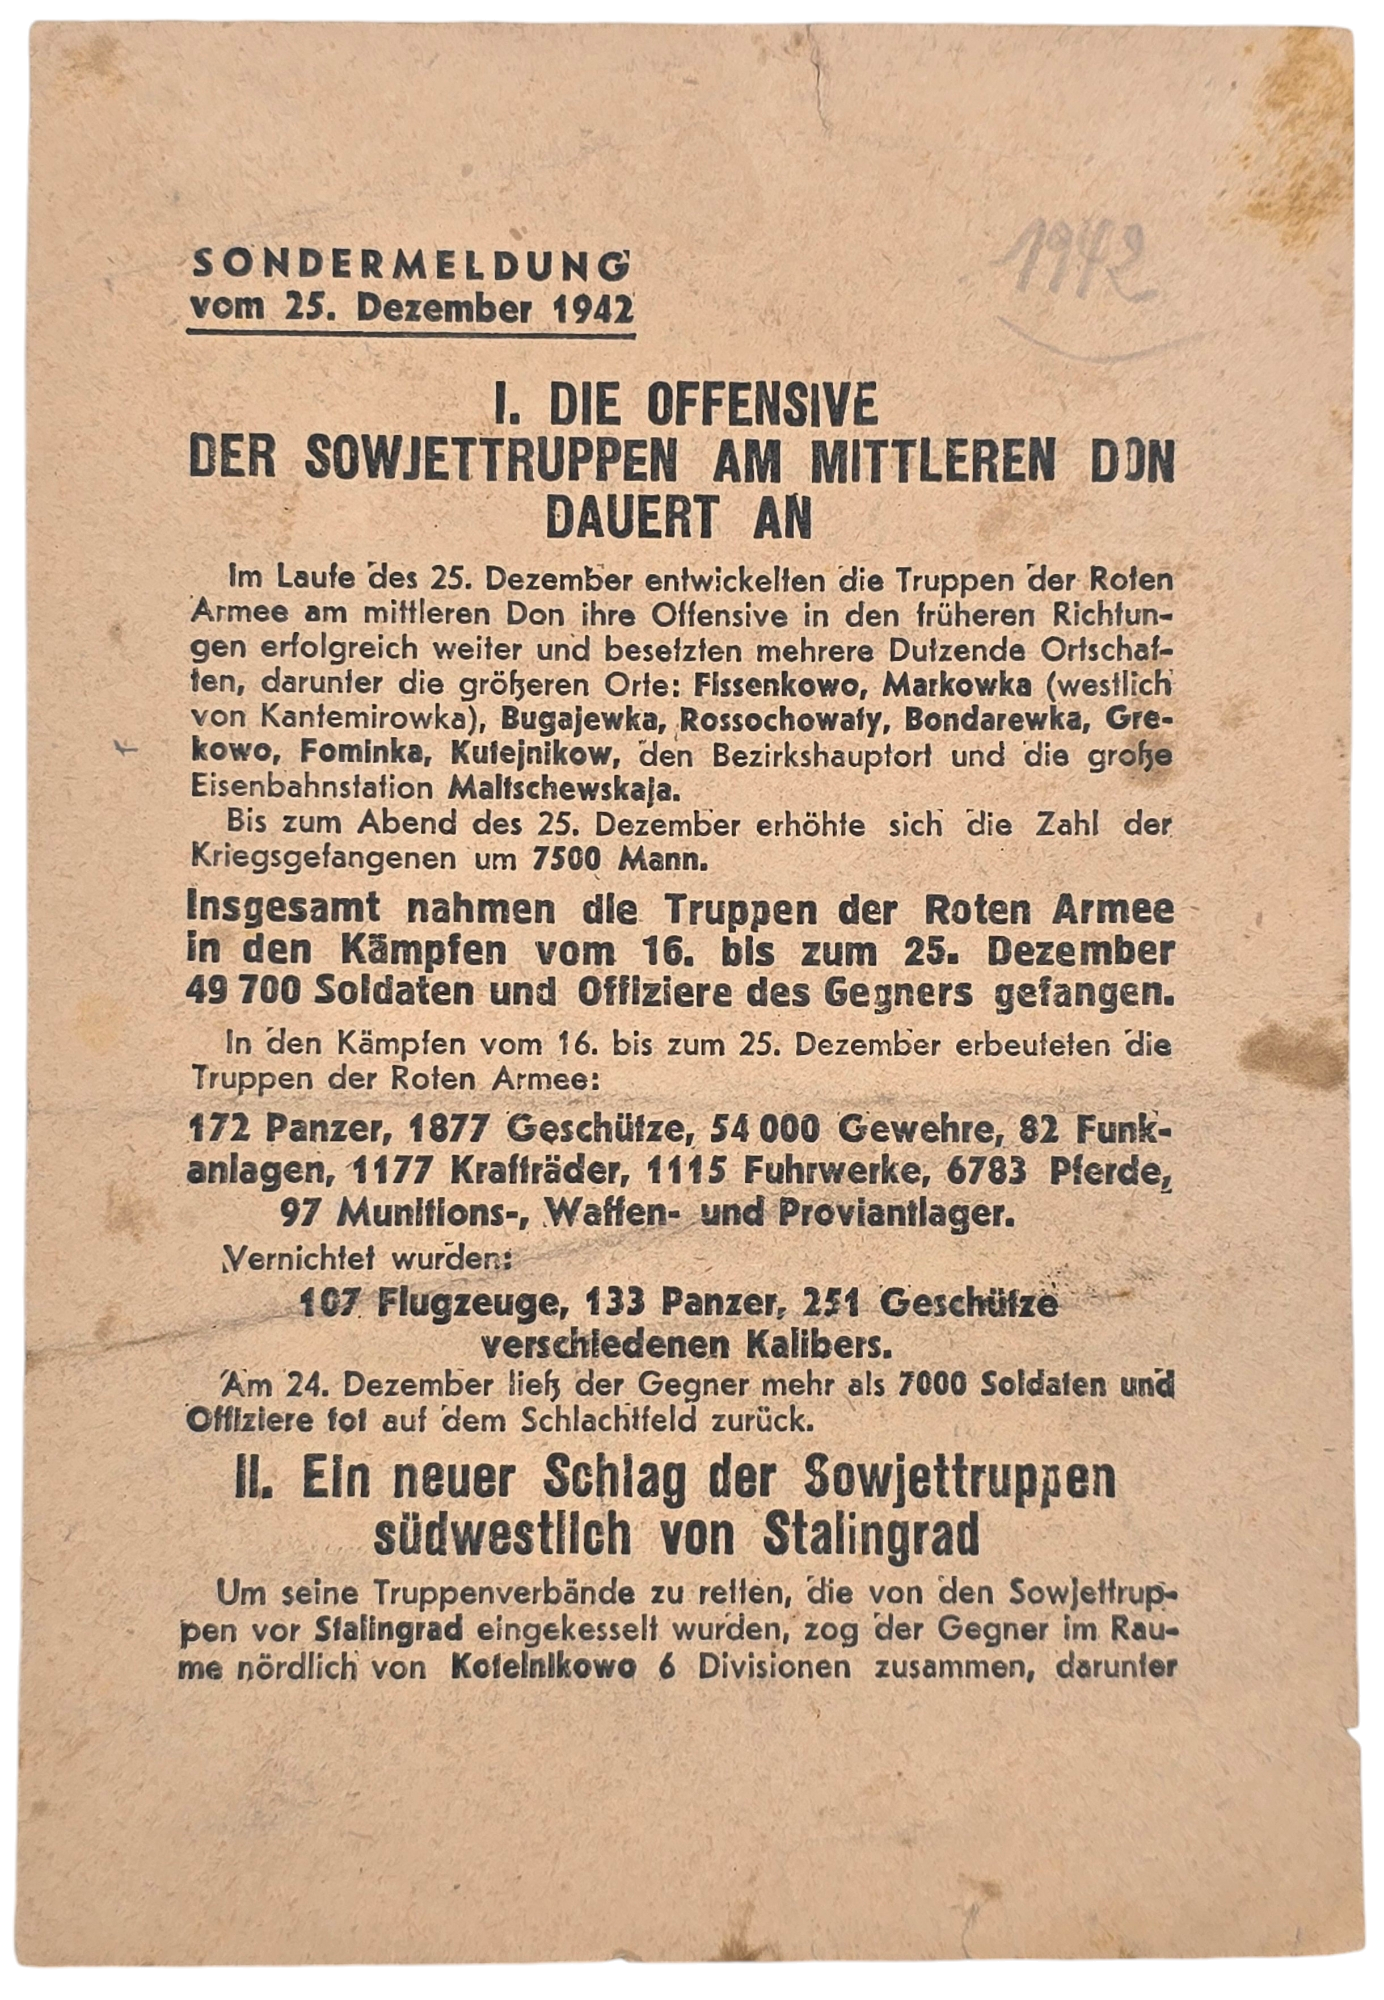 SONDERMELDUNG
vom 25. Dezember 1942
1942
I. DIE OFFENSIVE
DER SOWJETTRUPPEN AM MITTLEREN DON
DAUERT AN
Im Laufe des 25. Dezember entwickelten die Truppen der Roten
Armee am mittleren Don ihre Offensive in den früheren Richtun-
gen erfolgreich weiter und besetzten mehrere Dutzende Ortschaf-
ten, darunter die größeren Orte: Fissenkowo, Markowka (westlich
von Kantemirowka), Bugajewka, Rossochowaty, Bondarewka, Gre-
kowo, Fominka, Kutejnikow, den Bezirkshauptort und die große
Eisenbahnstation Maltschewskaja.
Bis zum Abend des 25. Dezember erhöhte sich die Zahl der
Kriegsgefangenen um 7500 Mann.
Insgesamt nahmen die Truppen der Roten Armee
in den Kämpfen vom 16. bis zum 25. Dezember
49 700 Soldaten und Offiziere des Gegners gefangen.
In den Kämpfen vom 16. bis zum 25. Dezember erbeuteten die
Truppen der Roten Armee:
172 Panzer, 1877 Geschütze, 54 000 Gewehre, 82 Funk-
anlagen, 1177 Krafträder, 1115 Fuhrwerke, 6783 Pferde,
97 Munitions-, Waffen- und Proviantlager.
Vernichtet wurden:
107 Flugzeuge, 133 Panzer, 251 Geschütze
verschiedenen Kalibers.
Am 24. Dezember ließ der Gegner mehr als 7000 Soldaten und
Offiziere tot auf dem Schlachtfeld zurück.
II. Ein neuer Schlag der Sowjettruppen
südwestlich von Stalingrad
Um seine Truppenverbände zu retten, die von den Sowjettrup-
pen vor Stalingrad eingekesselt wurden, zog der Gegner im Rau-
me nördlich von Kotelnikowo 6 Divisionen zusammen, darunter